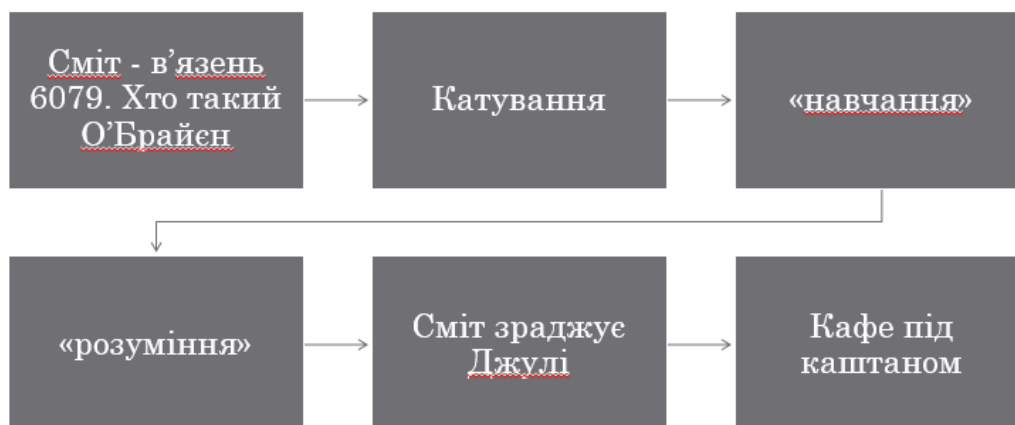 Сміт - в’язень
6079. Хто такий
О’Брайєн
Катування
«навчання»
«розуміння»
Сміт зраджує
Джулі
Кафе під
каштаном